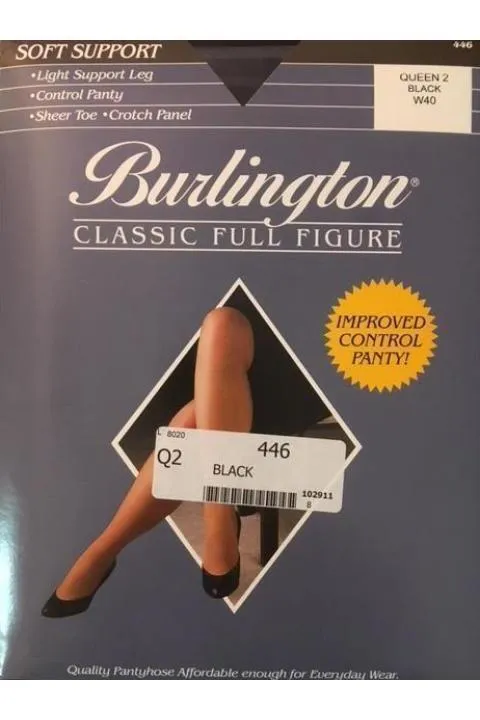 446
SOFT SUPPORT
•Light Support Leg
•Control Panty
•Sheer Toe •Crotch Panel
QUEEN 2
BLACK
W40
Burlington®
CLASSIC FULL FIGURE
IMPROVED
CONTROL
PANTY!
L 8020
Q2
446
BLACK
102911
8
Quality Pantyhose Affordable enough for Everyday Wear.